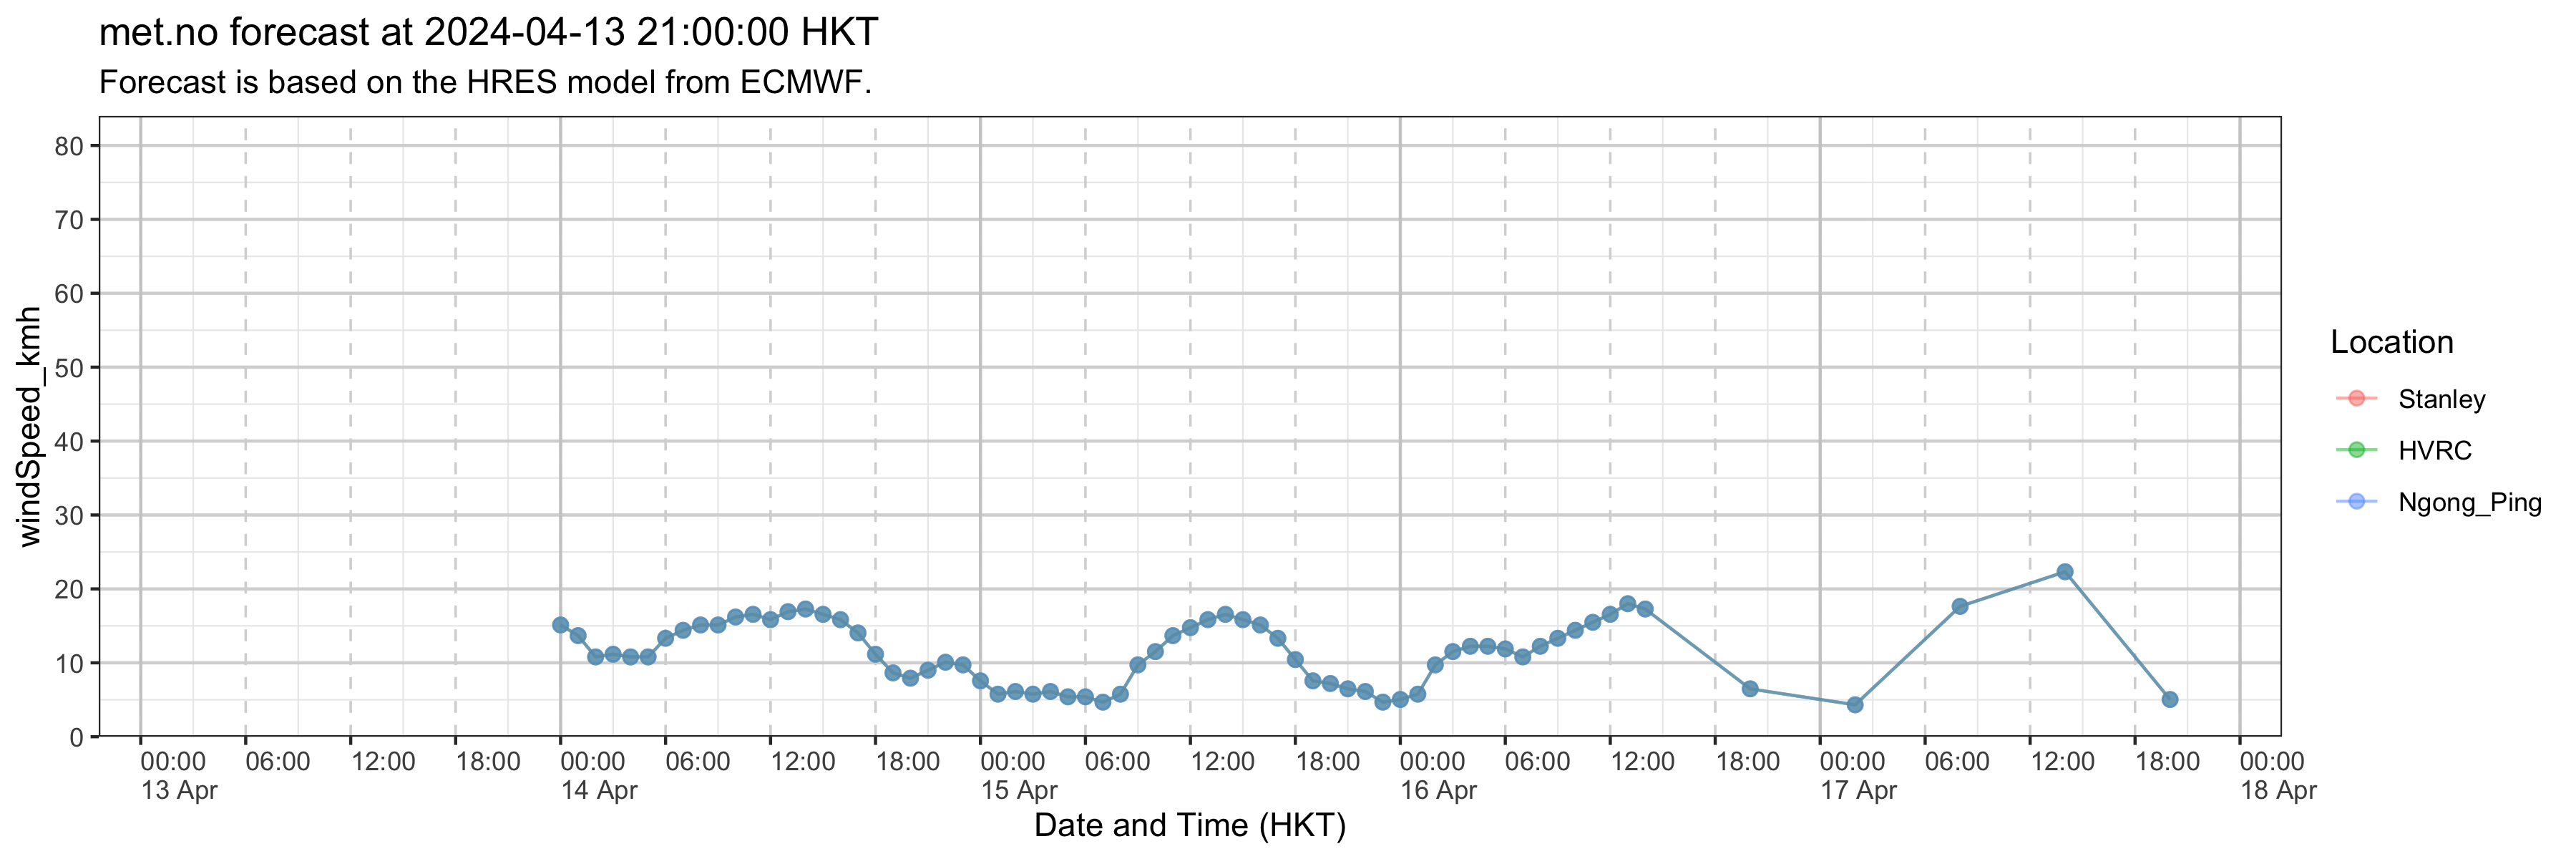 met.no forecast at 2024-04-13 21:00:00 HKT
Forecast is based on the HRES model from ECMWF.
windSpeed_kmh
80
70
60
50
40
30
20
10
0
00:00 06:00 12:00 18:00 00:00 06:00 12:00 18:00 00:00 06:00 12:00 18:00 00:00 06:00 12:00 18:00 00:00 06:00 12:00 18:00 00:00
13 Apr 14 Apr 15 Apr 16 Apr 17 Apr 18 Apr
Date and Time (HKT)
Location
Stanley
HVRC
Ngong_Ping